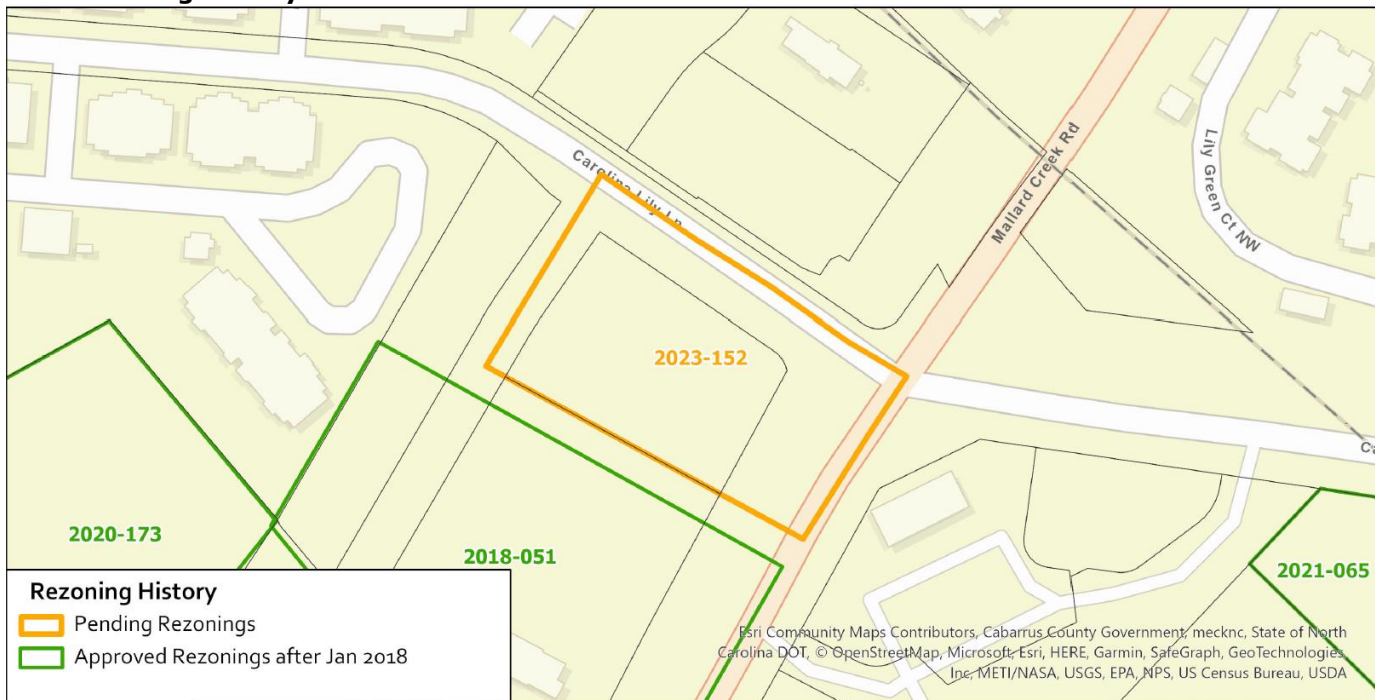 Carolina Lily Ln
Mallard Creek Rd
Lily Green Ct NW
2023-152
Ca
2020-173
2018-051
2021-065
Rezoning History
Pending Rezonings
Approved Rezonings after Jan 2018
Esri Community Maps Contributors, Cabarrus County Government, mecknc, State of North
Carolina DOT, © OpenStreetMap, Microsoft, Esri, HERE, Garmin, SafeGraph, GeoTechnologies,
Inc, METI/NASA, USGS, EPA, NPS, US Census Bureau, USDA